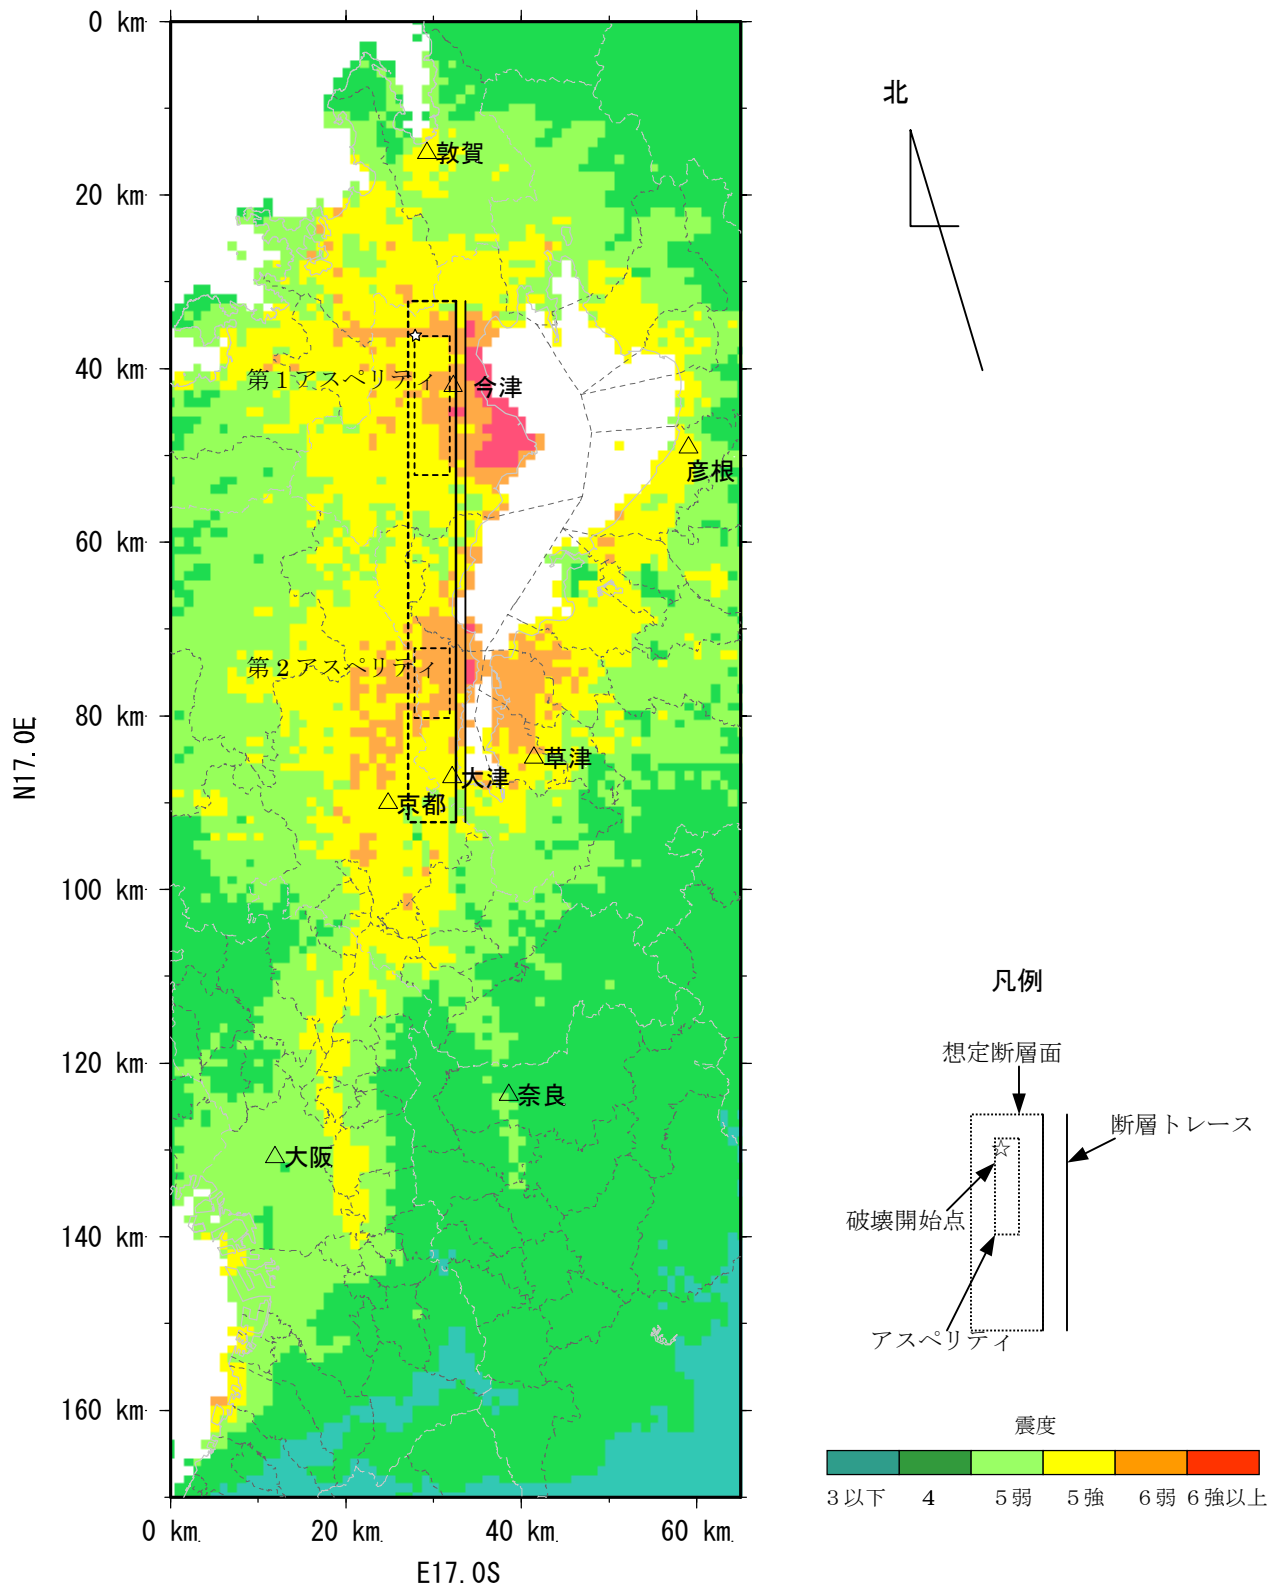 0 km
20 km
40 km
60 km
80 km
100 km
120 km
140 km
160 km
N17.0E
0 km
20 km
40 km
60 km
E17.0S
敦賀
第１アスペリティ
今津
彦根
第２アスペリティ
草津
大津
京都
奈良
大阪
北
凡例
想定断層面
断層トレース
破壊開始点
アスペリティ
震度
３以下
4
５弱
５強
６弱
６強以上